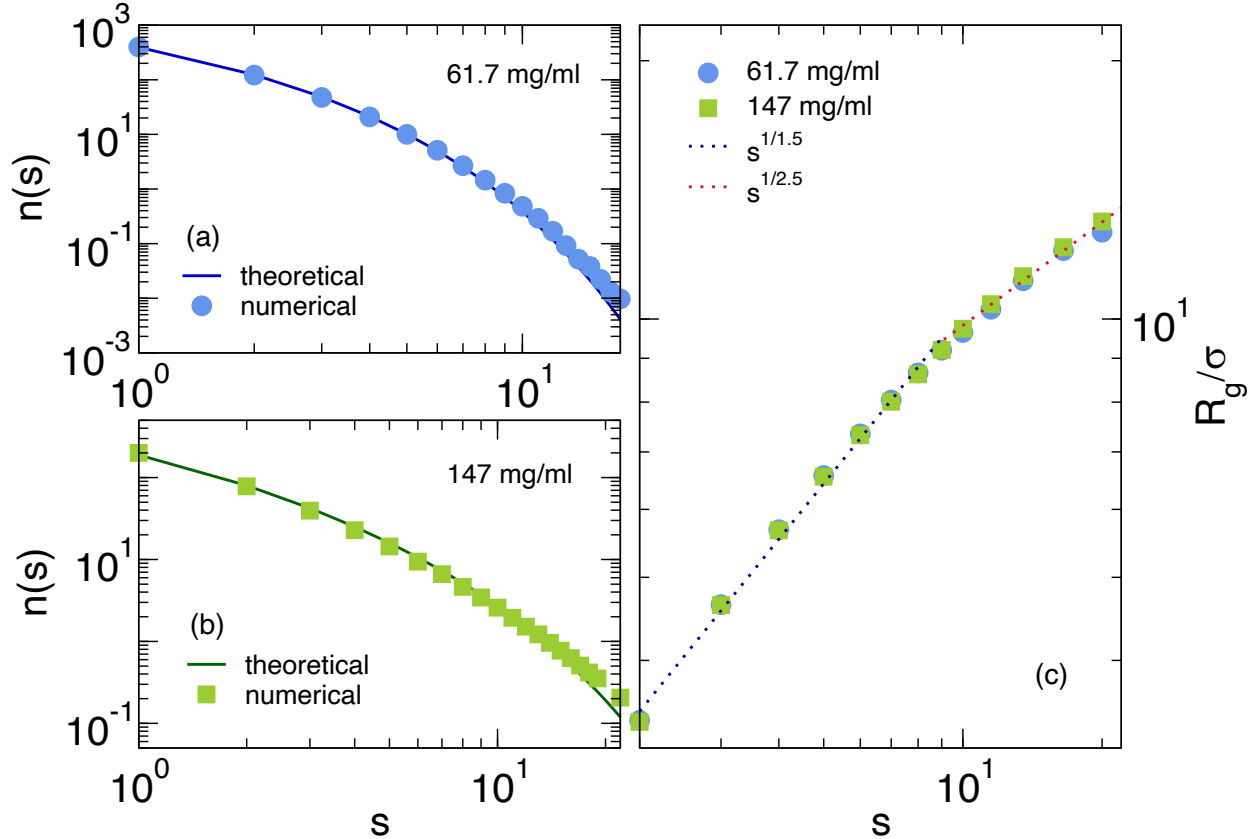 10^3
10^1
10^-1
10^-3
n(s)
61.7 mg/ml
(a)
theoretical
numerical
10^0
10^1
10^1
10^-1
n(s)
147 mg/ml
(b)
theoretical
numerical
10^0
10^1
s
61.7 mg/ml
147 mg/ml
s^1/1.5
s^1/2.5
(c)
10^1
R_g/σ
10^1
s